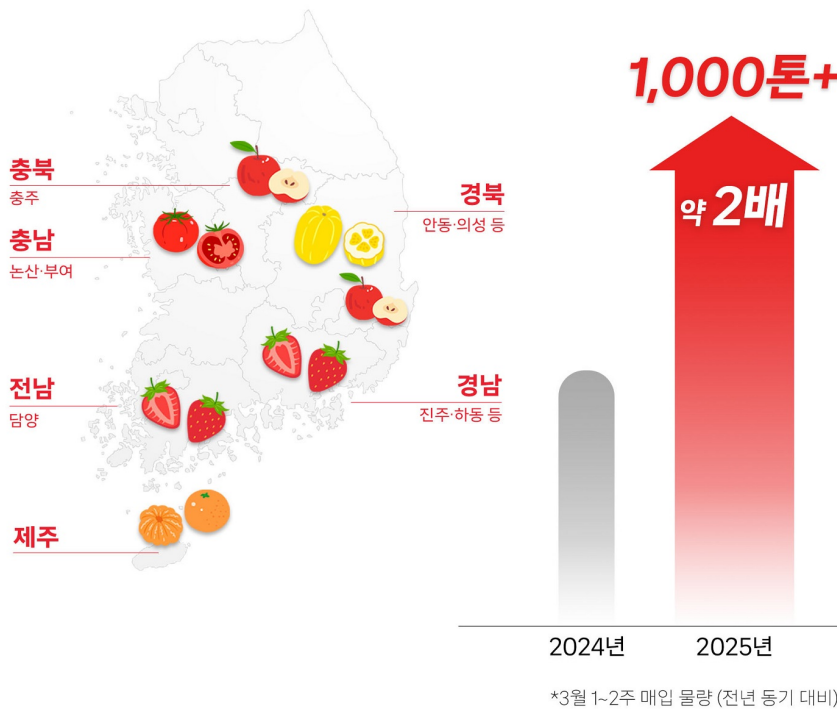 충북
충주
충남
논산·부여
전남
담양
제주
경북
안동·의성 등
경남
진주·하동 등
1,000톤+
약 2배
2024년
2025년
*3월 1~2주 매입 물량 (전년 동기 대비)